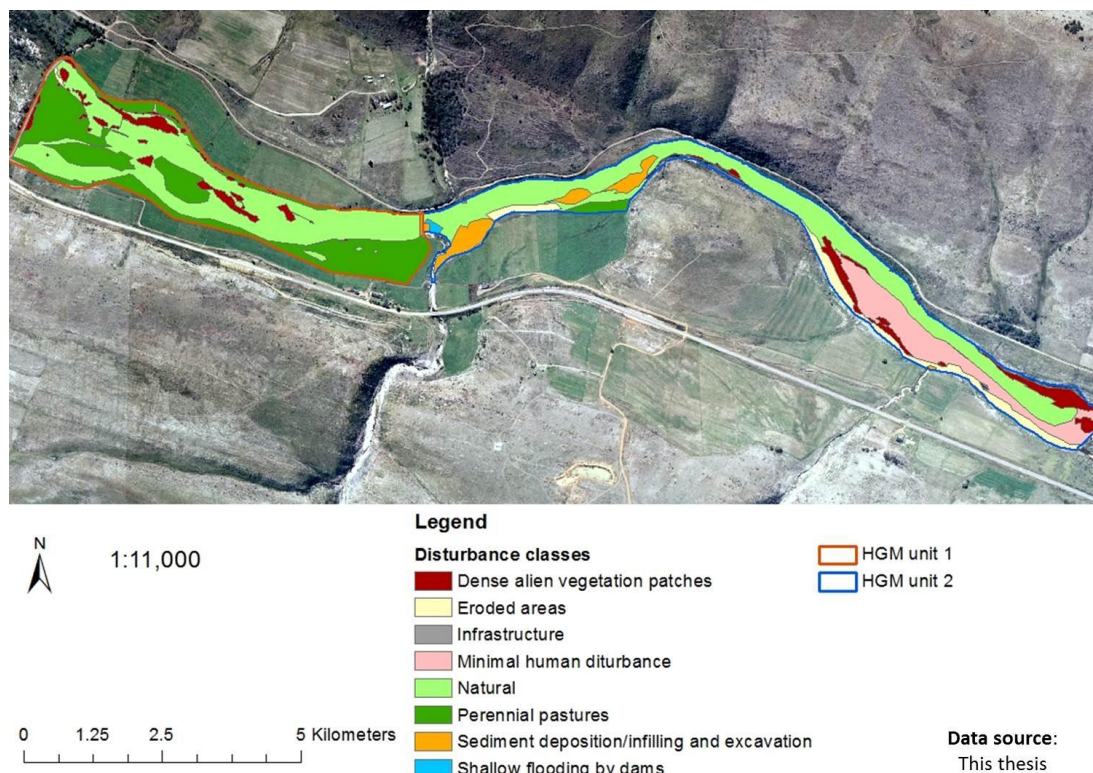 N
1:11,000
0 1.25 2.5 5 Kilometers
Legend
Disturbance classes
Dense alien vegetation patches
Eroded areas
Infrastructure
Minimal human diturbance
Natural
Perennial pastures
Sediment deposition/infilling and excavation
Shallow flooding by dams
HGM unit 1
HGM unit 2
Data source:
This thesis